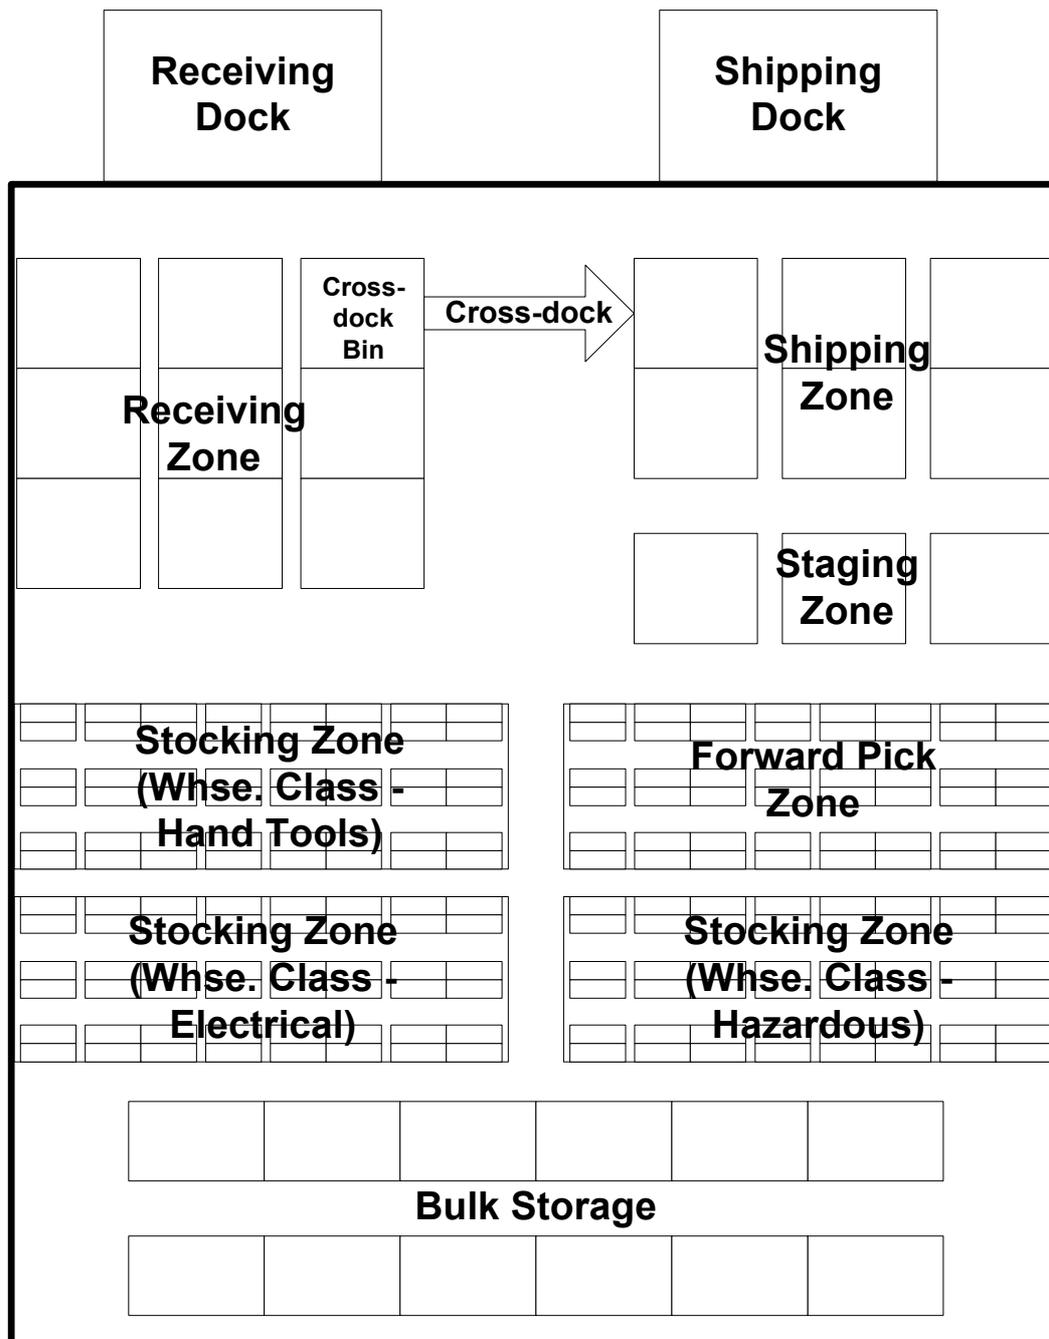 Receiving
Dock
Shipping
Dock
Cross-
dock
Bin
Cross-dock
Shipping
Zone
Receiving
Zone
Staging
Zone
Stocking Zone
(Whse. Class -
Hand Tools)
Forward Pick
Zone
Stocking Zone
(Whse. Class -
Electrical)
Stocking Zone
(Whse. Class -
Hazardous)
Bulk Storage